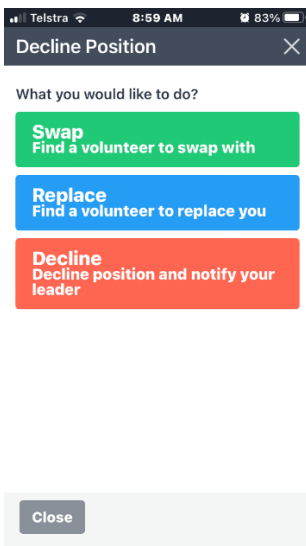 Telstra 8:59 AM 83%
Decline Position
What you would like to do?
Swap
Find a volunteer to swap with
Replace
Find a volunteer to replace you
Decline
Decline position and notify your
leader
Close